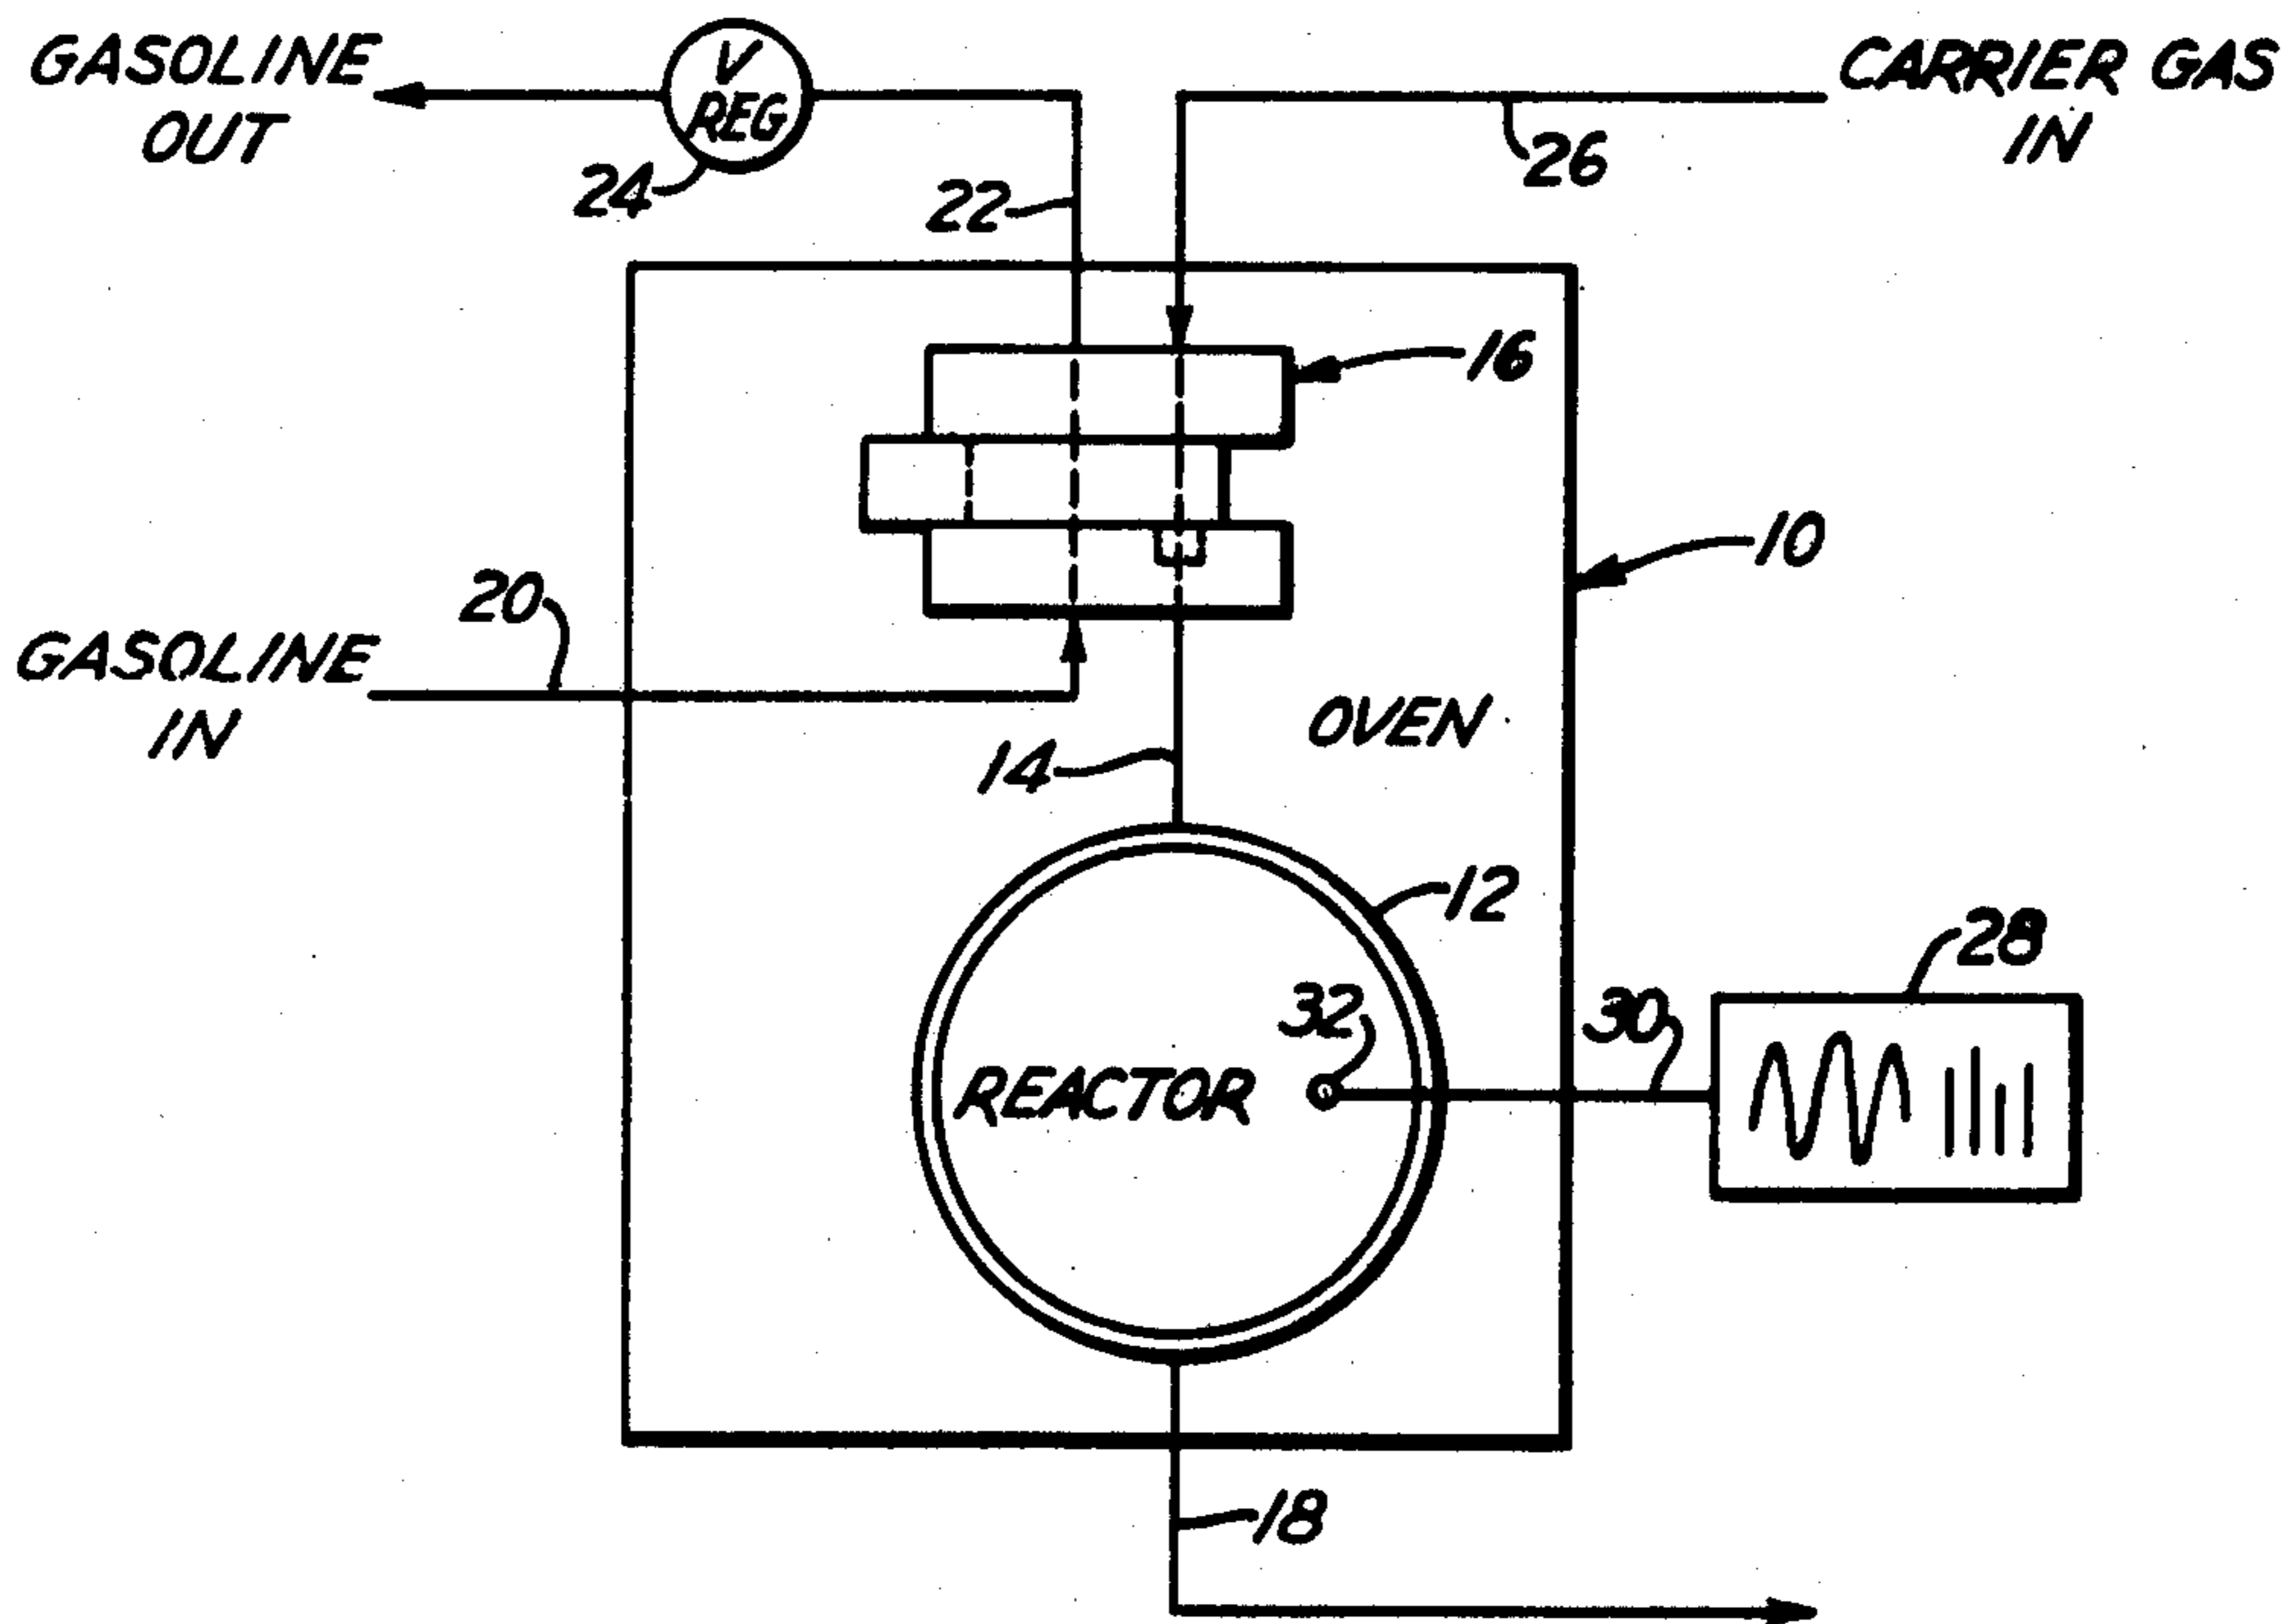 GASOLINE
OUT
V
REG
24
22
CARRIER GAS
IN
26
16
10
20
GASOLINE
IN
OVEN
14
12
28
32
30
REACTOR
18